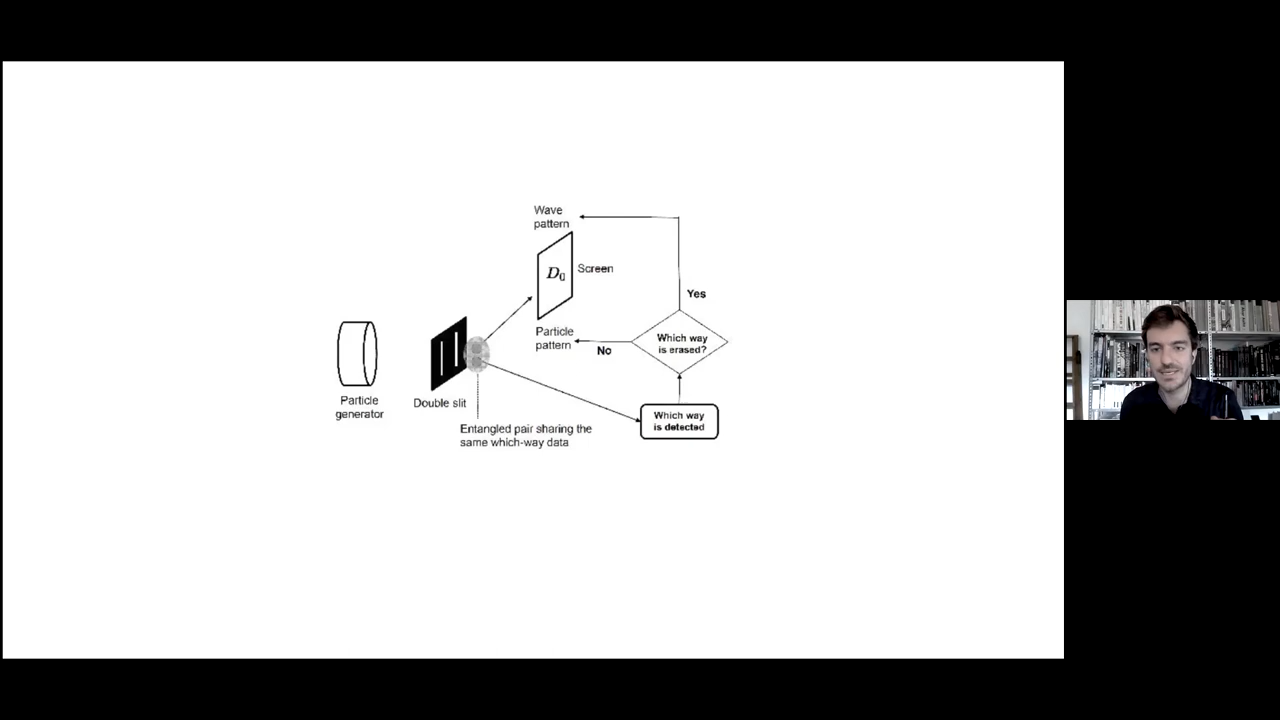 Wave
pattern
D0
Screen
Yes
Particle
pattern
No
Which way
is erased?
Particle
generator
Double slit
Which way
is detected
Entangled pair sharing the
same which-way data